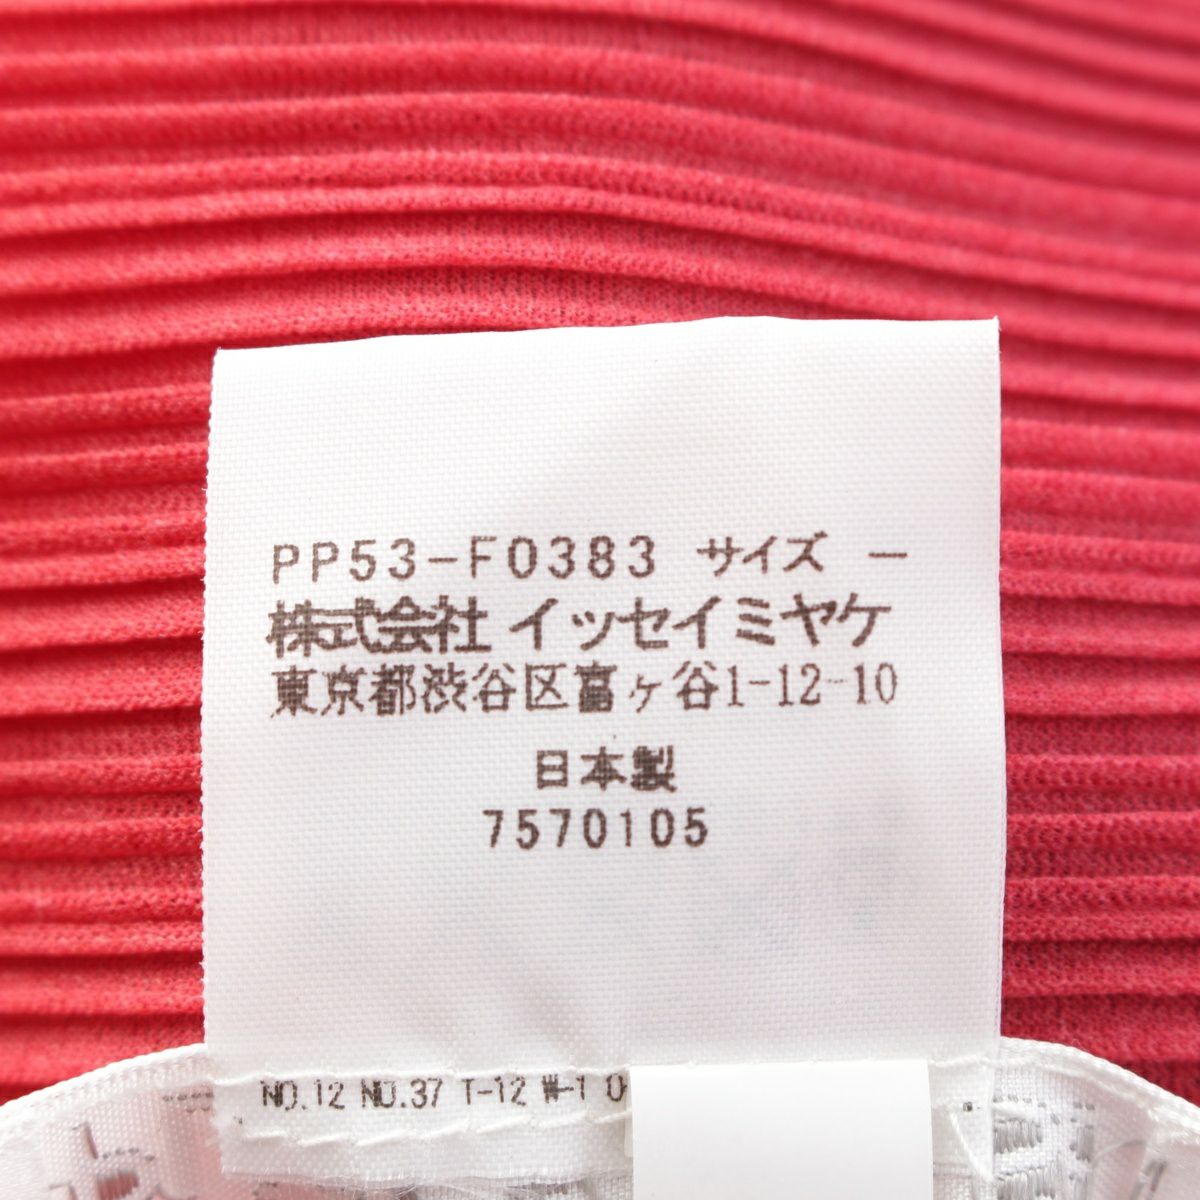 PP53-F0383 サイズ －
株式会社 イッセイミヤケ
東京都渋谷区富ヶ谷1-12-10
日本製
7570105
NO.12 NO.37 T-12 W-1 0-